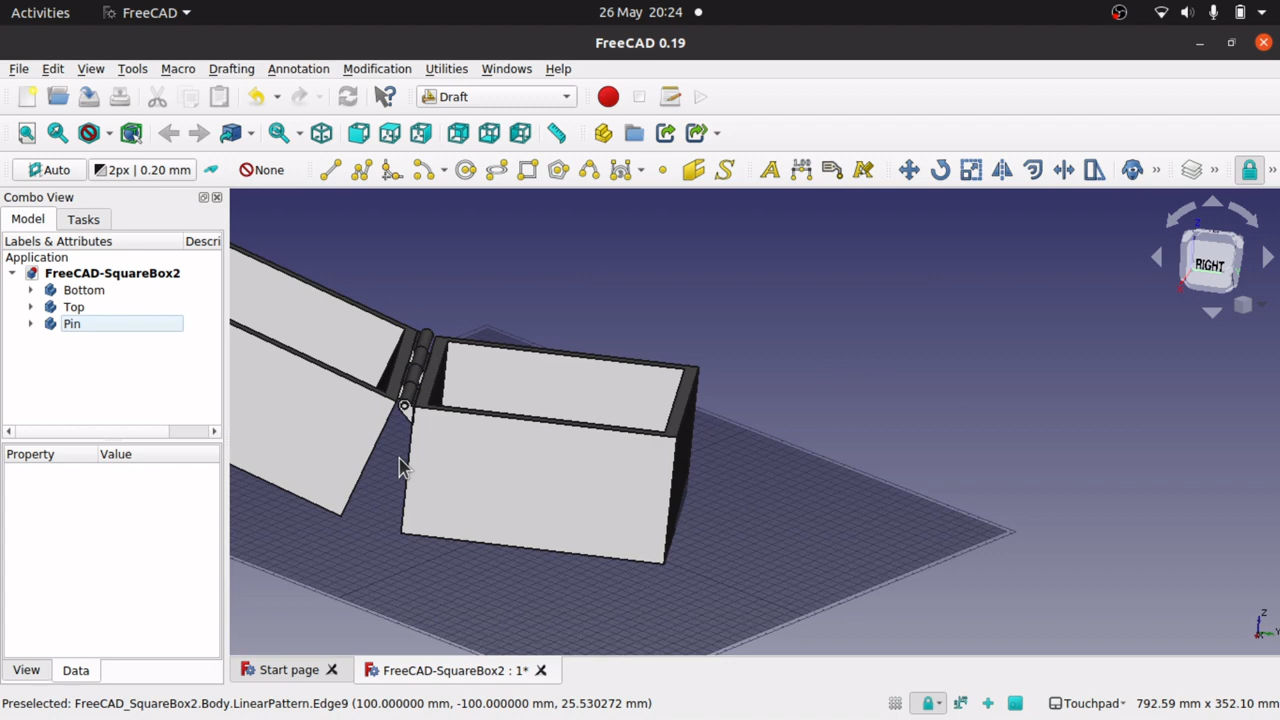 Activities FreeCAD 26 May 20:24
FreeCAD 0.19
File Edit View Tools Macro Drafting Annotation Modification Utilities Windows Help
Draft
Auto 2px | 0.20 mm None
Combo View
Model Tasks
Labels & Attributes Descri
Application
FreeCAD-SquareBox2
Bottom
Top
Pin
RIGHT
Z
Property Value
Z
View Data
Start page FreeCAD-SquareBox2 : 1*
Preselected: FreeCAD_SquareBox2.Body.LinearPattern.Edge9 (100.000000 mm, -100.000000 mm, 25.530272 mm) Touchpad 792.59 mm x 352.10 mm